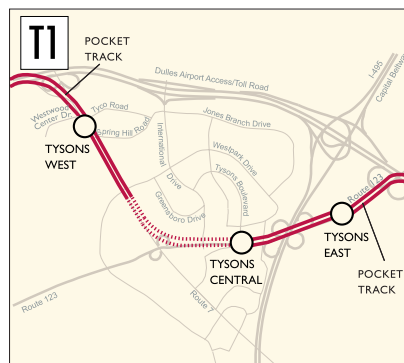 T1
POCKET
TRACK
Dulles Airport Access/Toll Road
I-495
Capital Beltw
Westwood
Center Dr.
Tyco Road
Spring Hill Road
International
Drive
Jones Branch Drive
Westpark Drive
Tysons Boulevard
Greensboro Drive
Route 123
TYSONS
WEST
TYSONS
EAST
TYSONS
CENTRAL
POCKET
TRACK
Route 123
Route 7